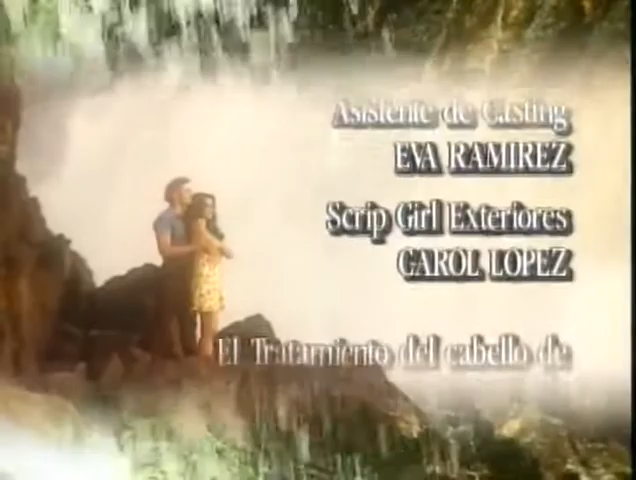 Asistente de Casting
EVA RAMIREZ
Scrip Girl Exteriores
CAROL LOPEZ
El Tratamiento del cabello de